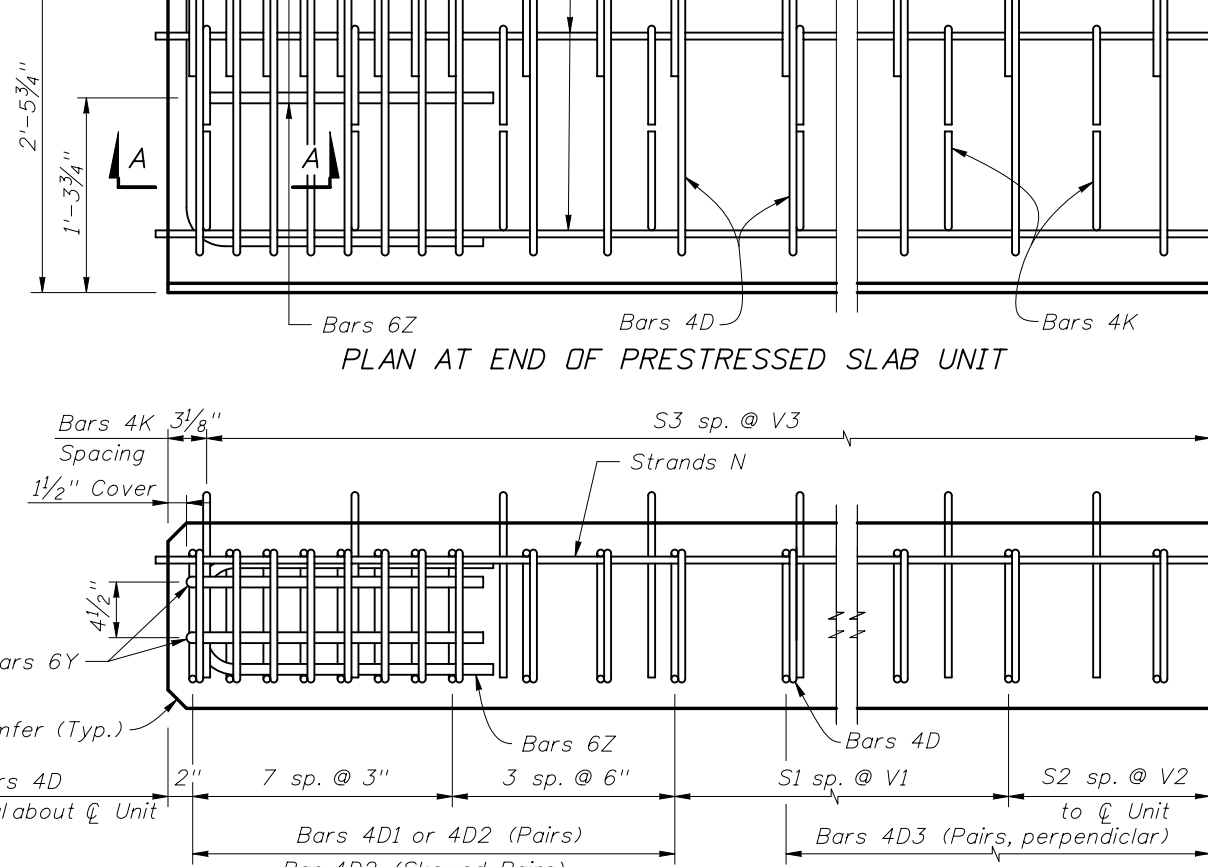 2'-5¾"
1'-3¾"
A
A
Bars 6Z
Bars 4D
Bars 4K
PLAN AT END OF PRESTRESSED SLAB UNIT
Bars 4K
Spacing
3⅛"
S3 sp. @ V3
1½" Cover
Strands N
4½"
ars 6Y
mfer (Typ.)
Bars 6Z
Bars 4D
rs 4D
l about ℄ Unit
2"
7 sp. @ 3"
3 sp. @ 6"
S1 sp. @ V1
S2 sp. @ V2
to ℄ Unit
Bars 4D1 or 4D2 (Pairs)
Bars 4D3 (Pairs, perpendiclar)